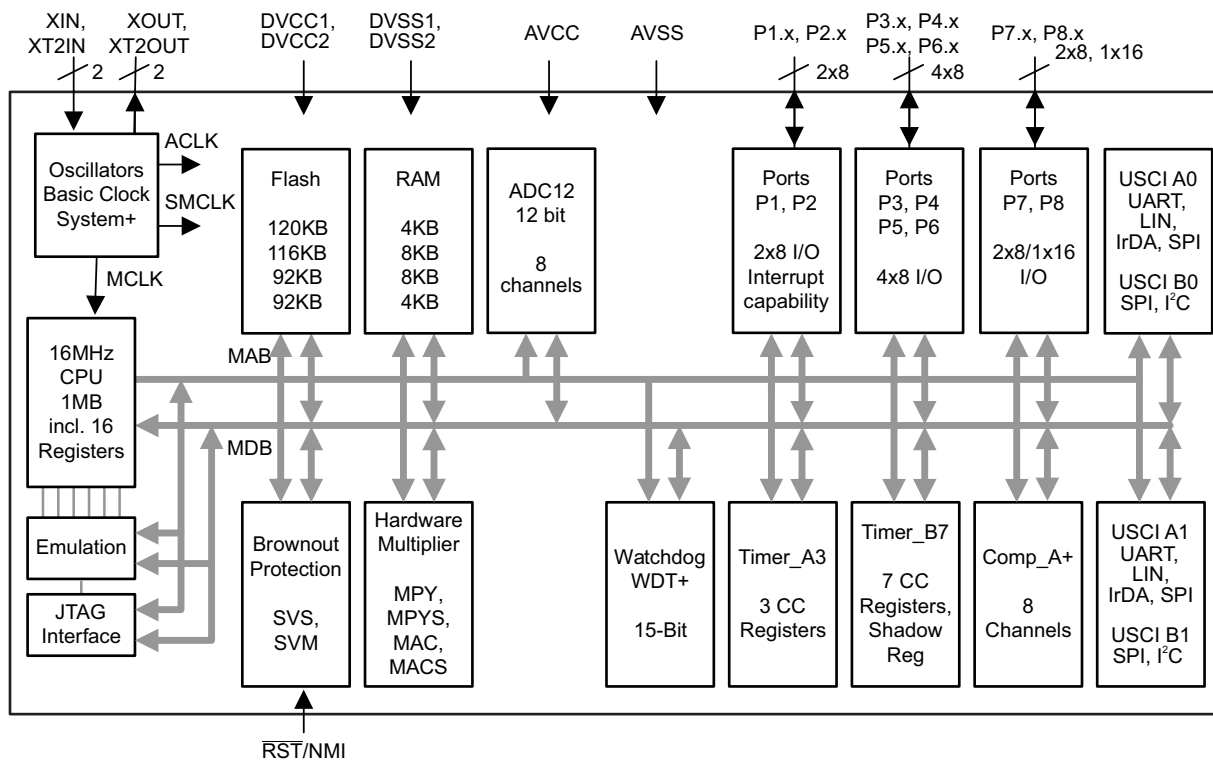 XIN,
XT2IN
2
XOUT,
XT2OUT
2
DVCC1,
DVCC2
DVSS1,
DVSS2
AVCC
AVSS
P1.x, P2.x
2x8
P3.x, P4.x
P5.x, P6.x
4x8
P7.x, P8.x
2x8, 1x16
Oscillators
Basic Clock
System+
ACLK
SMCLK
MCLK
Flash
120KB
116KB
92KB
92KB
RAM
4KB
8KB
8KB
4KB
ADC12
12 bit
8
channels
Ports
P1, P2
2x8 I/O
Interrupt
capability
Ports
P3, P4
P5, P6
4x8 I/O
Ports
P7, P8
2x8/1x16
I/O
USCI A0
UART,
LIN,
IrDA, SPI
USCI B0
SPI, I²C
16MHz
CPU
1MB
incl. 16
Registers
MAB
MDB
Emulation
JTAG
Interface
Brownout
Protection
SVS,
SVM
Hardware
Multiplier
MPY,
MPYS,
MAC,
MACS
Watchdog
WDT+
15-Bit
Timer_A3
3 CC
Registers
Timer_B7
7 CC
Registers,
Shadow
Reg
Comp_A+
8
Channels
USCI A1
UART,
LIN,
IrDA, SPI
USCI B1
SPI, I²C
R̅S̅T̅/NMI